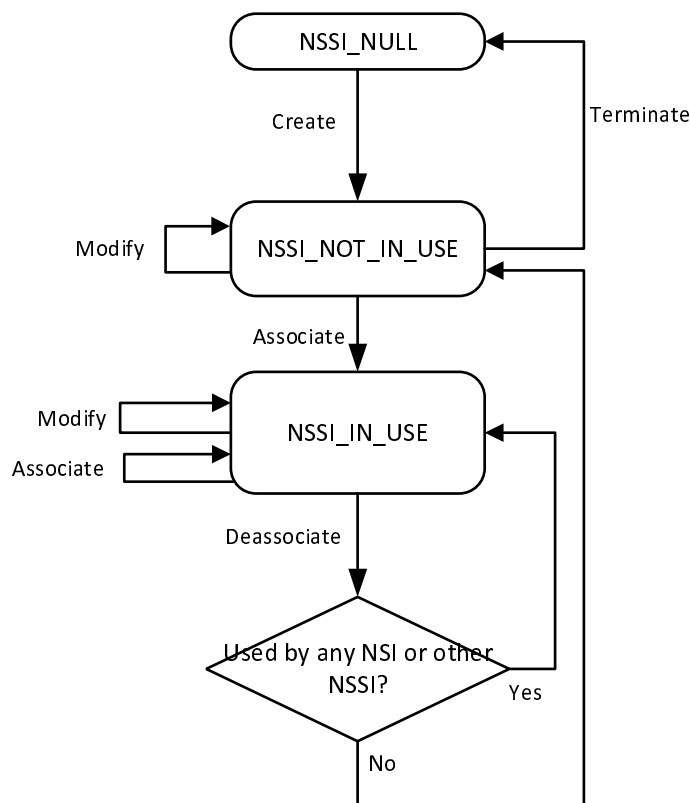 NSSI_NULL
Create
Terminate
Modify
NSSI_NOT_IN_USE
Associate
Modify
NSSI_IN_USE
Associate
Deassociate
Used by any NSI or other
NSSI?
Yes
No